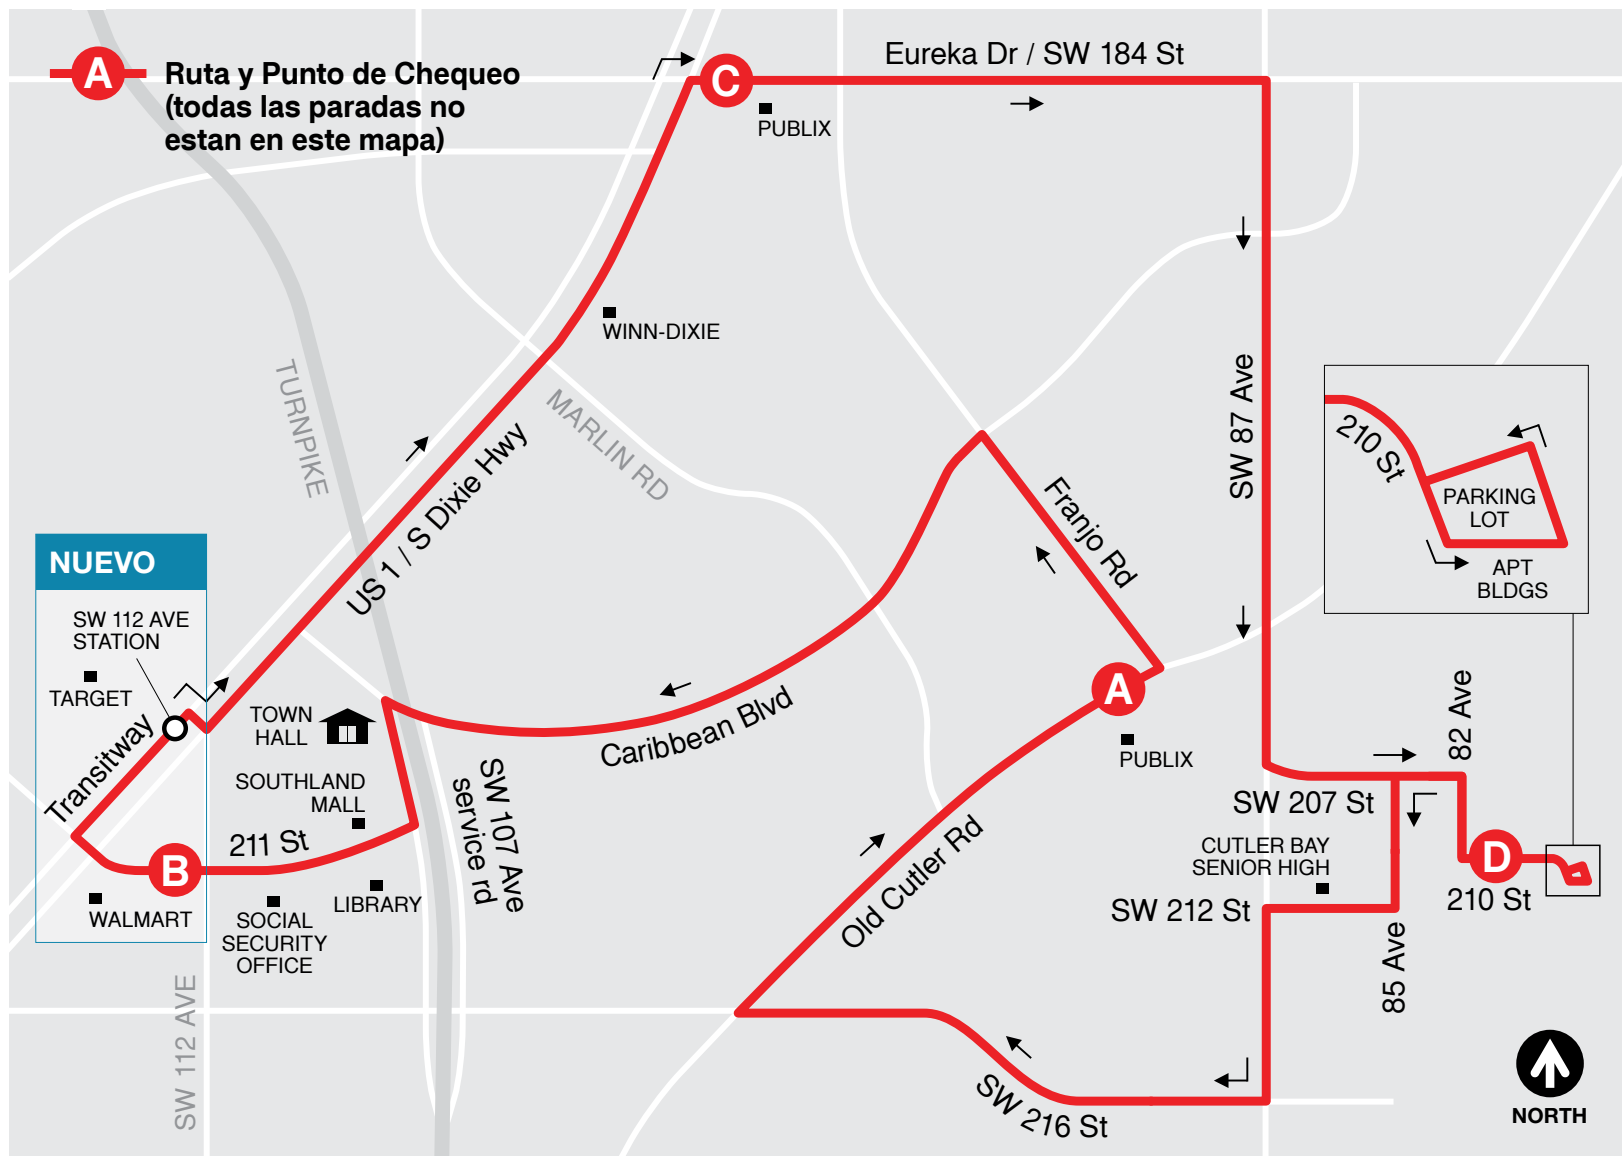 A
Ruta y Punto de Chequeo
(todas las paradas no
estan en este mapa)
C
Eureka Dr / SW 184 St
PUBLIX
WINN-DIXIE
TURNPIKE
MARLIN RD
US 1 / S Dixie Hwy
SW 87 Ave
Franjo Rd
210 St
PARKING
LOT
APT
BLDGS
NUEVO
SW 112 AVE
STATION
TARGET
Transitway
TOWN
HALL
SOUTHLAND
MALL
Caribbean Blvd
A
PUBLIX
82 Ave
SW 207 St
SW 107 Ave
service rd
211 St
B
WALMART
LIBRARY
SOCIAL
SECURITY
OFFICE
Old Cutler Rd
CUTLER BAY
SENIOR HIGH
D
210 St
SW 212 St
85 Ave
SW 112 AVE
SW 216 St
NORTH